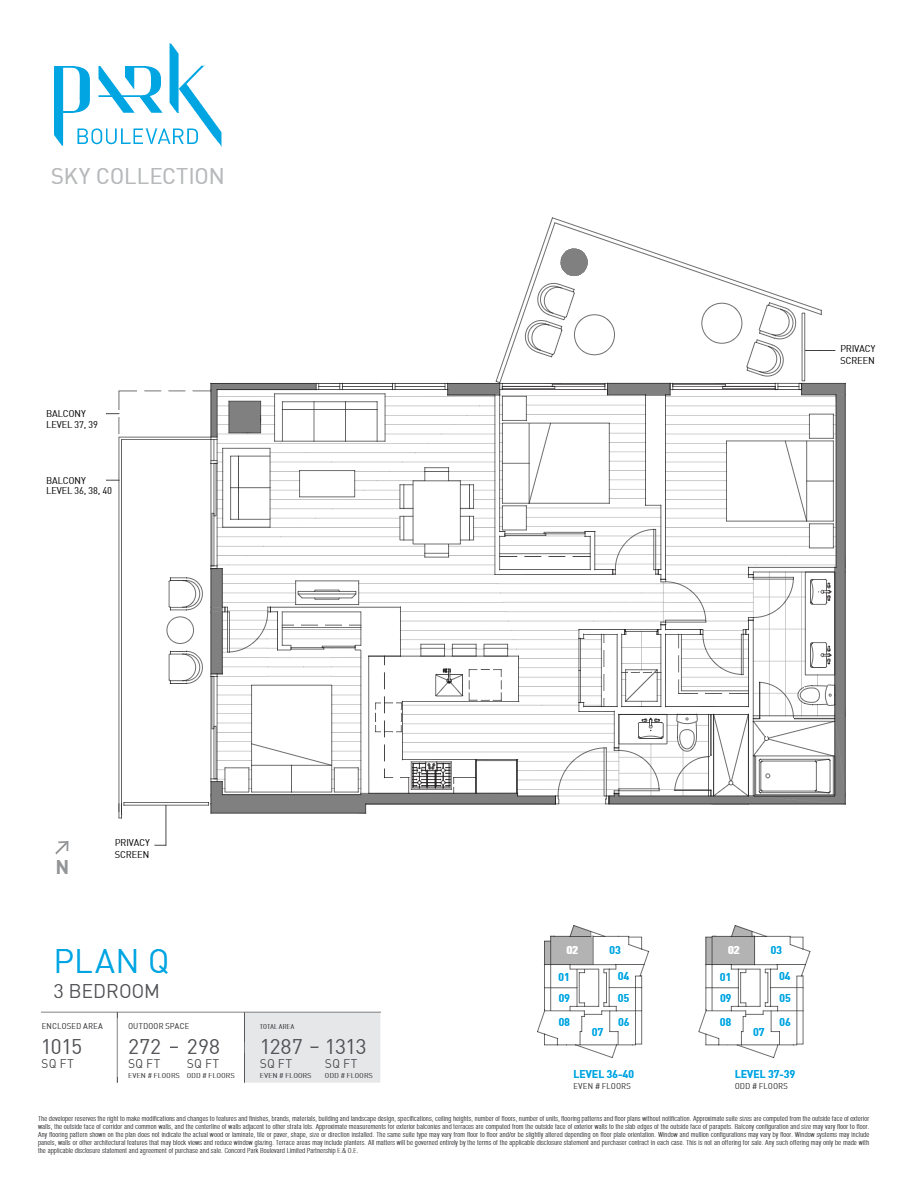 PARK
BOULEVARD
SKY COLLECTION
PRIVACY
SCREEN
BALCONY
LEVEL 37, 39
BALCONY
LEVEL 36, 38, 40
PRIVACY
SCREEN
N
PLAN Q
3 BEDROOM
ENCLOSED AREA
1015
SQ FT
OUTDOOR SPACE
272 – 298
SQ FT SQ FT
EVEN # FLOORS ODD # FLOORS
TOTAL AREA
1287 – 1313
SQ FT SQ FT
EVEN # FLOORS ODD # FLOORS
02 03
01 04
09 05
08 06
07
LEVEL 36-40
EVEN # FLOORS
02 03
01 04
09 05
08 06
07
LEVEL 37-39
ODD # FLOORS
The developer reserves the right to make modifications and changes to features and finishes, brands, materials, building and landscape design, specifications, ceiling heights, number of floors, number of units, flooring patterns and floor plans without notification. Approximate suite sizes are computed from the outside face of exterior
walls, the outside face of corridor and common walls, and the centerline of walls adjacent to other strata lots. Approximate measurements for exterior balconies and terraces are computed from the outside face of exterior walls to the slab edges of the outside face of parapets. Balcony configuration and size may vary floor to floor.
Any flooring pattern shown on the plan does not indicate the actual wood or laminate, tile or paver, shape, size or direction installed. The same suite type may vary from floor to floor and/or be slightly altered depending on floor plate orientation. Window and mullion configurations may vary by floor. Window systems may include
panels, walls or other architectural features that may block views and reduce window glazing. Terrace areas may include planters. All matters will be governed entirely by the terms of the applicable disclosure statement and purchaser contract in each case. This is not an offering for sale. Any such offering may only be made with
the applicable disclosure statement and agreement of purchase and sale. Concord Park Boulevard Limited Partnership E.& O.E.